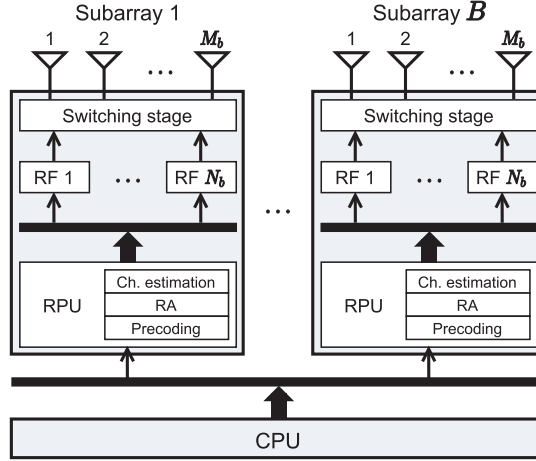 Subarray 1 Subarray B
1 2 ... M_b 1 2 ... M_b
Switching stage Switching stage
RF 1 ... RF N_b ... RF 1 ... RF N_b
Ch. estimation Ch. estimation
RPU RA RPU RA
Precoding Precoding
CPU